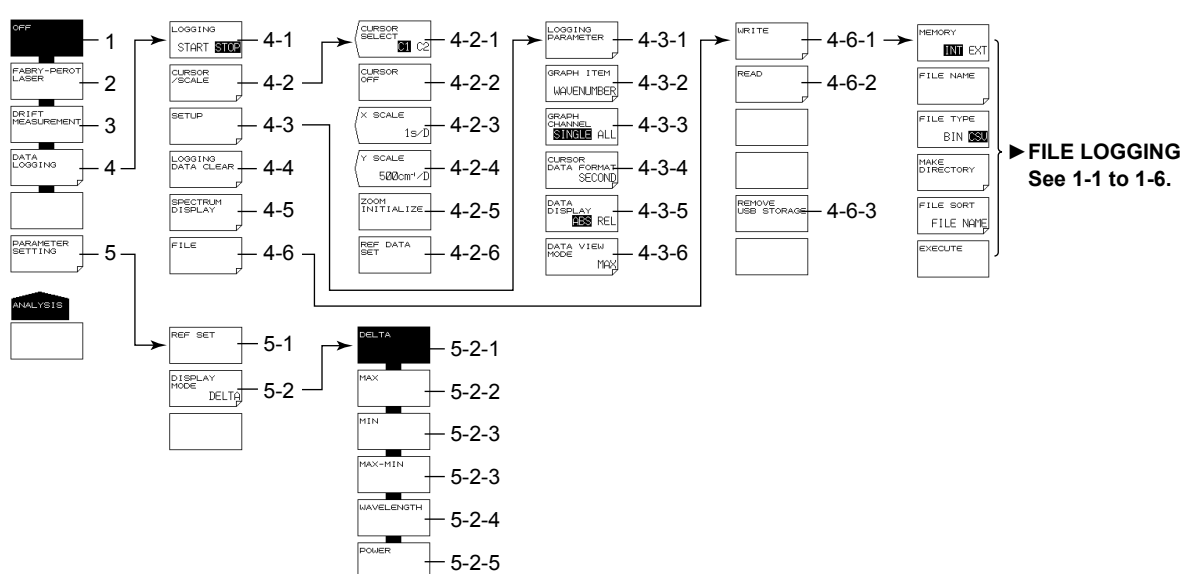 OFF
1
FABRY-PEROT
LASER
2
DRIFT
MEASUREMENT
3
DATA
LOGGING
4
PARAMETER
SETTING
5
ANALYSIS
LOGGING
START STOP
4-1
CURSOR
/SCALE
4-2
SETUP
4-3
LOGGING
DATA CLEAR
4-4
SPECTRUM
DISPLAY
4-5
FILE
4-6
CURSOR
SELECT
C1 C2
4-2-1
CURSOR
OFF
4-2-2
X SCALE
1s/D
4-2-3
Y SCALE
500cm⁻¹/D
4-2-4
ZOOM
INITIALIZE
4-2-5
REF DATA
SET
4-2-6
LOGGING
PARAMETER
4-3-1
GRAPH ITEM
WAVENUMBER
4-3-2
GRAPH
CHANNEL
SINGLE ALL
4-3-3
CURSOR
DATA FORMAT
SECOND
4-3-4
DATA
DISPLAY
ABS REL
4-3-5
DATA VIEW
MODE
MAX
4-3-6
WRITE
4-6-1
READ
4-6-2
REMOVE
USB STORAGE
4-6-3
MEMORY
INT EXT
FILE NAME
FILE TYPE
BIN CSV
MAKE
DIRECTORY
FILE SORT
FILE NAME
EXECUTE
►FILE LOGGING
See 1-1 to 1-6.
REF SET
5-1
DISPLAY
MODE
DELTA
5-2
DELTA
5-2-1
MAX
5-2-2
MIN
5-2-3
MAX-MIN
5-2-3
WAVELENGTH
5-2-4
POWER
5-2-5